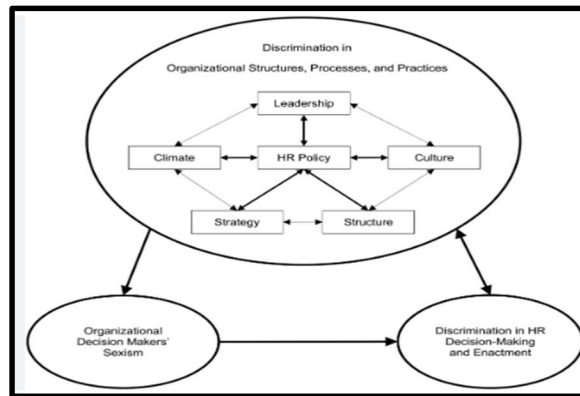 Discrimination in
Organizational Structures, Processes, and Practices
Leadership
Climate
HR Policy
Culture
Strategy
Structure
Organizational
Decision Makers'
Sexism
Discrimination in HR
Decision-Making
and Enactment